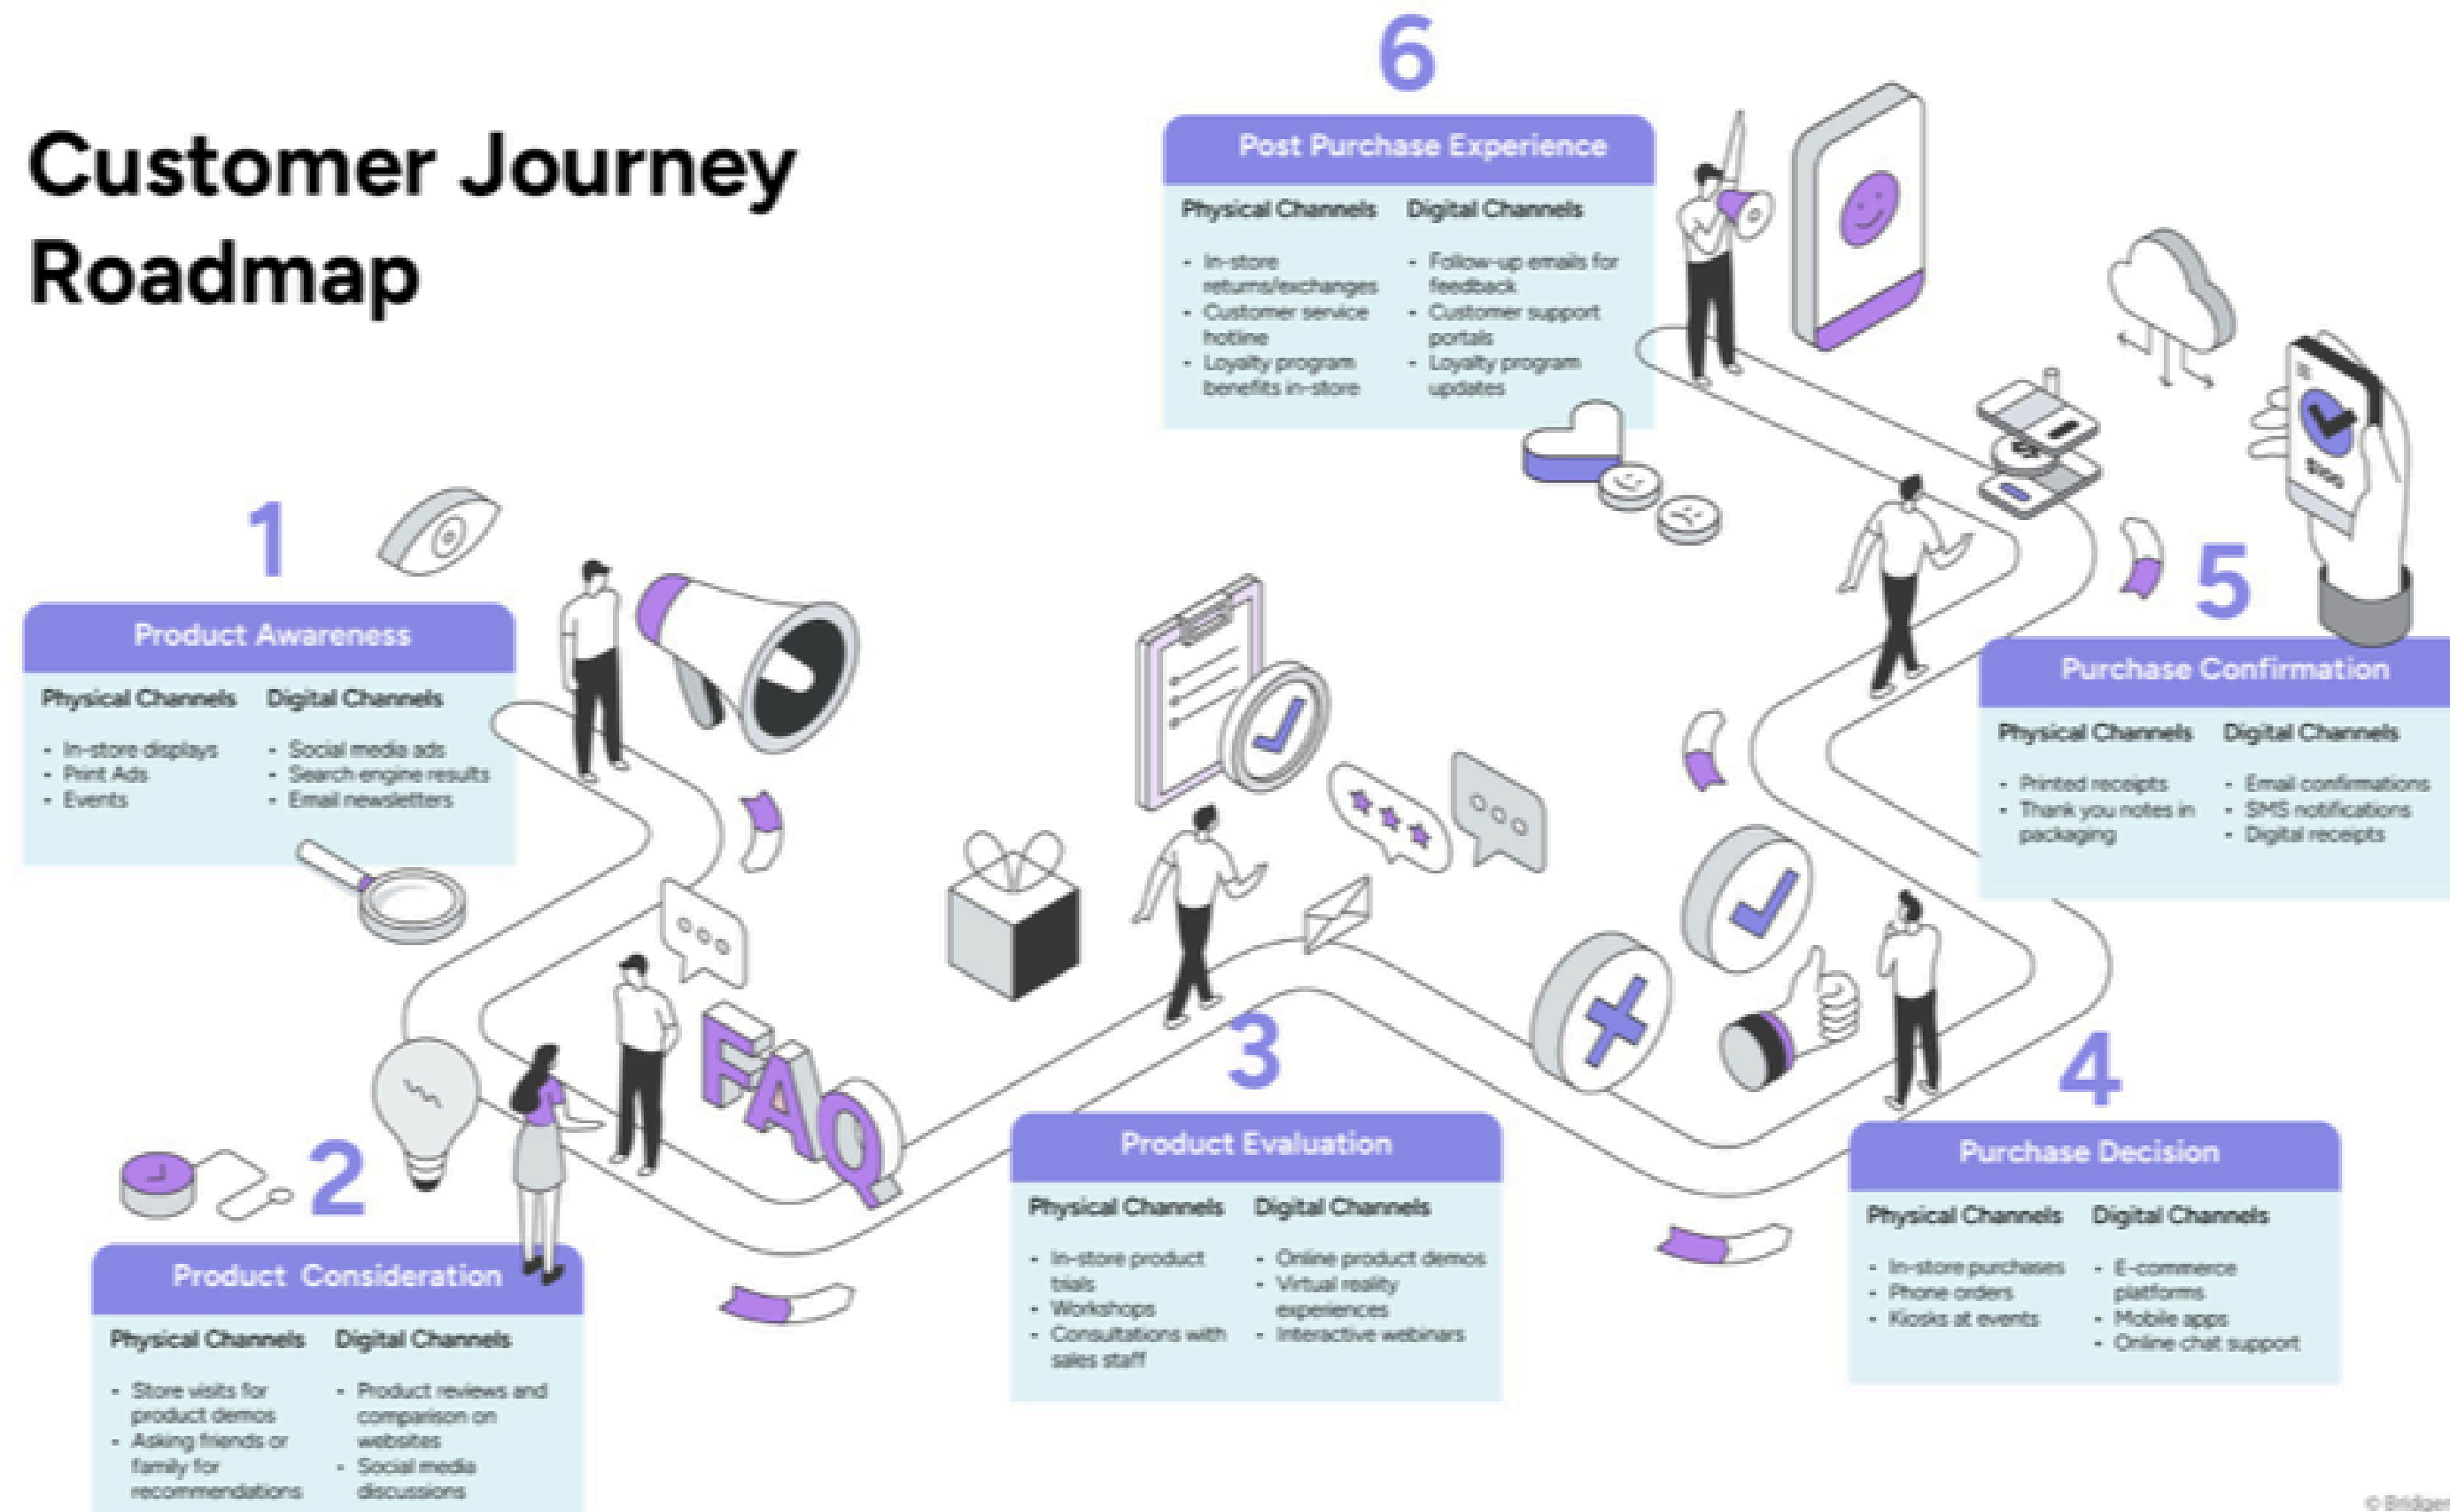 Customer Journey
Roadmap
1
Product Awareness
Physical Channels
• In-store displays
• Print Ads
• Events
Digital Channels
• Social media ads
• Search engine results
• Email newsletters
2
Product Consideration
Physical Channels
• Store visits for
product demos
• Asking friends or
family for
recommendations
Digital Channels
• Product reviews and
comparison on
websites
• Social media
discussions
FAQ
3
Product Evaluation
Physical Channels
• In-store product
trials
• Workshops
• Consultations with
sales staff
Digital Channels
• Online product demos
• Virtual reality
experiences
• Interactive webinars
4
Purchase Decision
Physical Channels
• In-store purchases
• Phone orders
• Kiosks at events
Digital Channels
• E-commerce
platforms
• Mobile apps
• Online chat support
5
Purchase Confirmation
Physical Channels
• Printed receipts
• Thank you notes in
packaging
Digital Channels
• Email confirmations
• SMS notifications
• Digital receipts
6
Post Purchase Experience
Physical Channels
• In-store
returns/exchanges
• Customer service
hotline
• Loyalty program
benefits in-store
Digital Channels
• Follow-up emails for
feedback
• Customer support
portals
• Loyalty program
updates